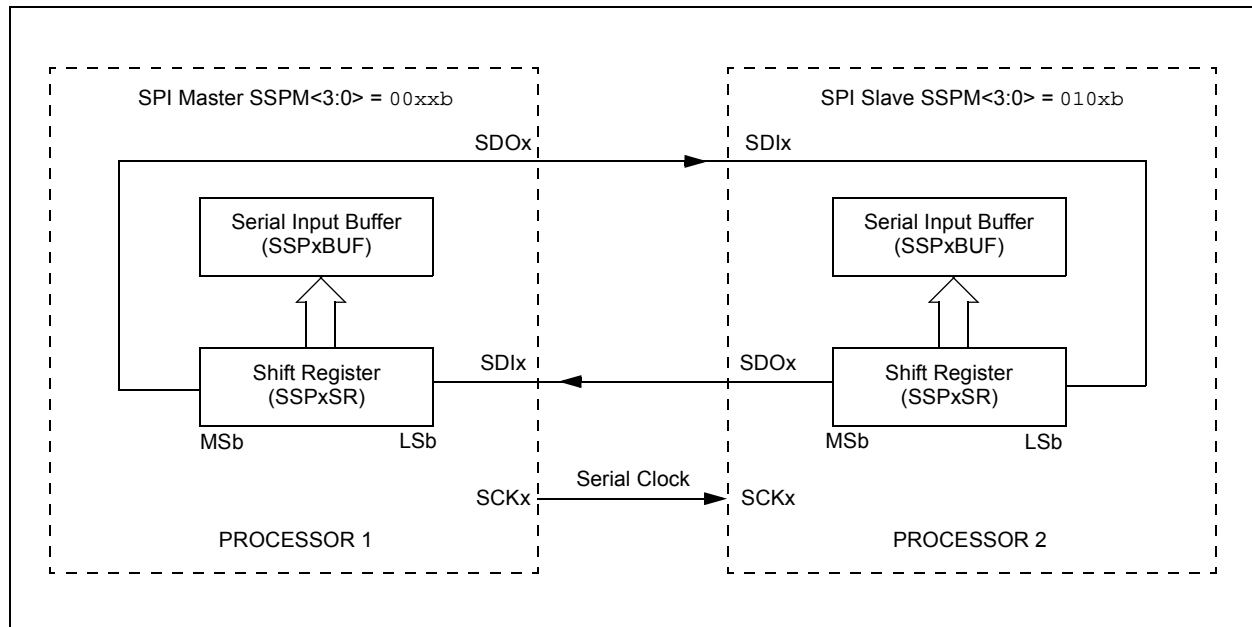 SPI Master SSPM<3:0> = 00xxb
SPI Slave SSPM<3:0> = 010xb
SDOx
SDIx
Serial Input Buffer
(SSPxBUF)
Serial Input Buffer
(SSPxBUF)
SDIx
SDOx
Shift Register
(SSPxSR)
Shift Register
(SSPxSR)
MSb
LSb
MSb
LSb
Serial Clock
SCKx
SCKx
PROCESSOR 1
PROCESSOR 2